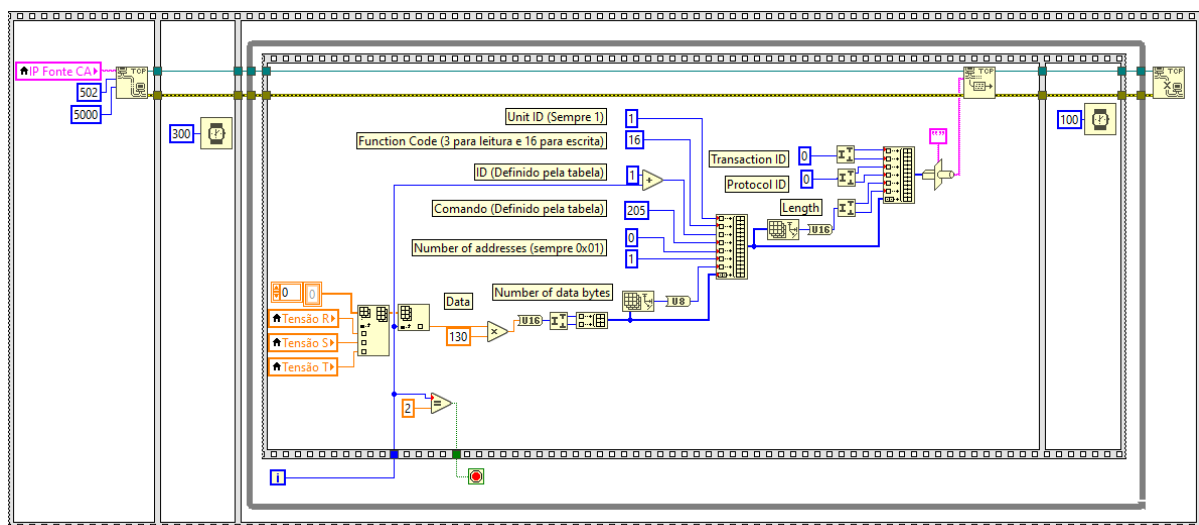 IP Fonte CA
502
5000
TCP
300
Unit ID (Sempre 1)
1
Function Code (3 para leitura e 16 para escrita)
16
ID (Definido pela tabela)
1
+
Comando (Definido pela tabela)
205
Number of addresses (sempre 0x01)
0
1
Transaction ID
0
Protocol ID
0
Length
U16
TCP
TCP
100
0
0
Tensão R
Tensão S
Tensão T
Data
130
×
U16
Number of data bytes
U8
2
=
i